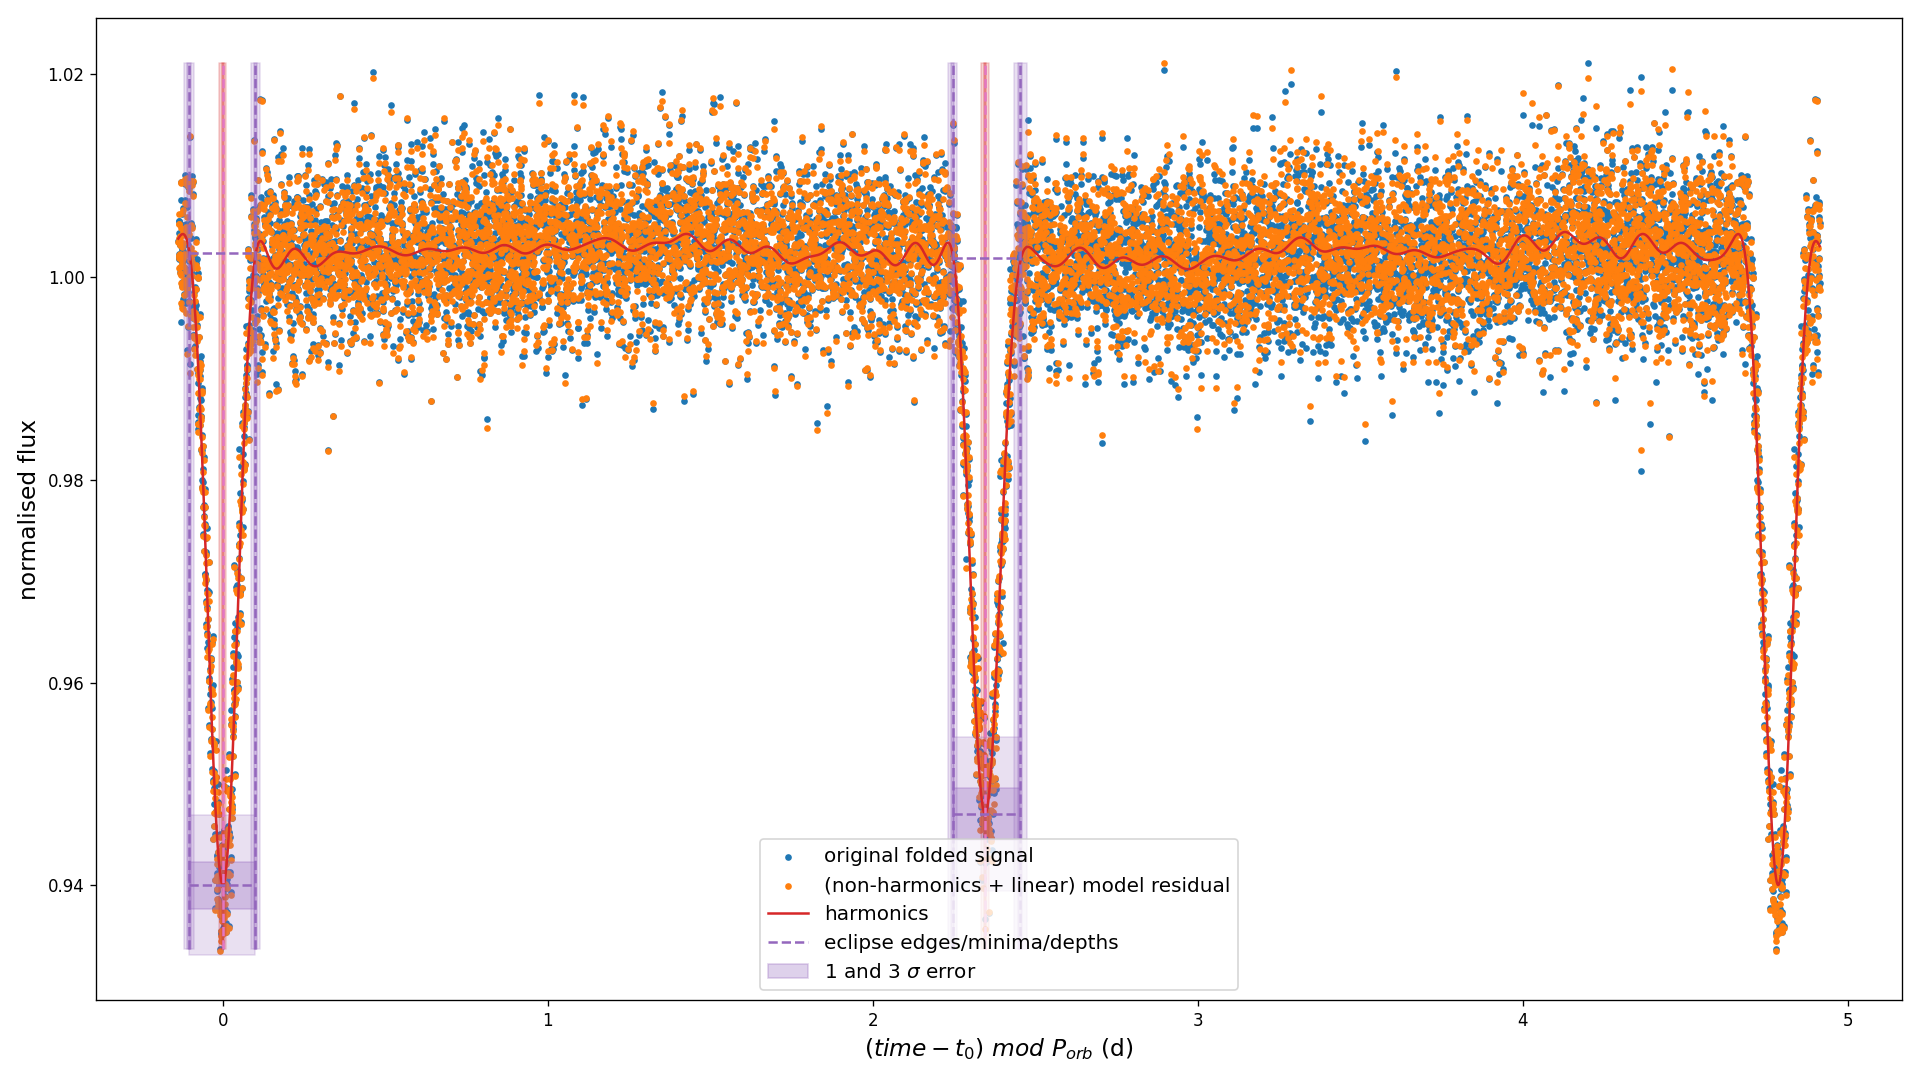 1.02
1.00
0.98
0.96
0.94
normalised flux
original folded signal
(non-harmonics + linear) model residual
harmonics
eclipse edges/minima/depths
1 and 3 σ error
0 1 2 3 4 5
(time − t₀) mod P_orb (d)